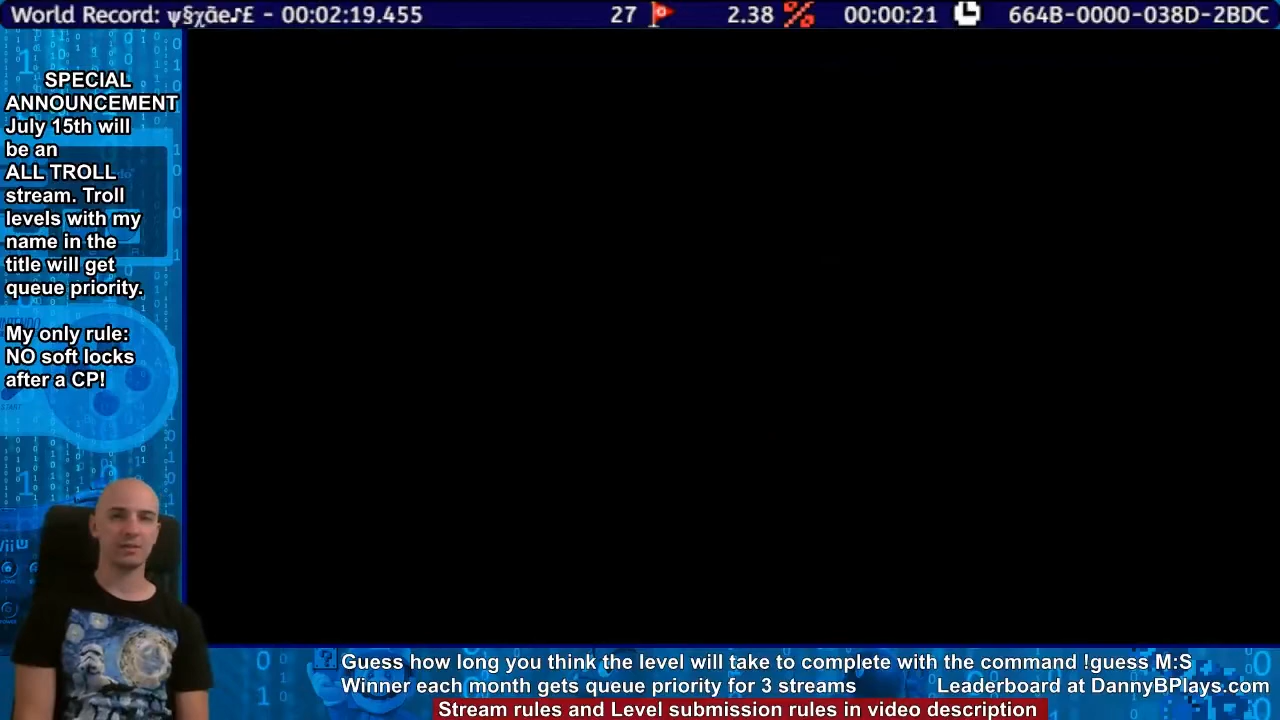 World Record: ψ§χãe♪£ - 00:02:19.455 27 2.38 00:00:21 664B-0000-038D-2BDC
SPECIAL
ANNOUNCEMENT
July 15th will
be an
ALL TROLL
stream. Troll
levels with my
name in the
title will get
queue priority.
My only rule:
NO soft locks
after a CP!
Guess how long you think the level will take to complete with the command !guess M:S
Winner each month gets queue priority for 3 streams Leaderboard at DannyBPlays.com
Stream rules and Level submission rules in video description